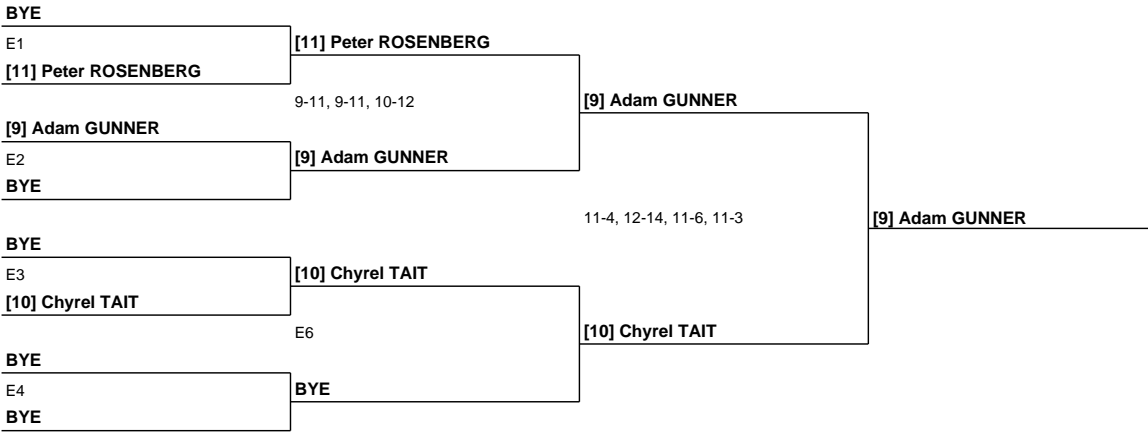 BYE
E1
[11] Peter ROSENBERG
[11] Peter ROSENBERG
9-11, 9-11, 10-12
[9] Adam GUNNER
[9] Adam GUNNER
E2
[9] Adam GUNNER
BYE
11-4, 12-14, 11-6, 11-3
[9] Adam GUNNER
BYE
E3
[10] Chyrel TAIT
[10] Chyrel TAIT
E6
[10] Chyrel TAIT
BYE
E4
BYE
BYE